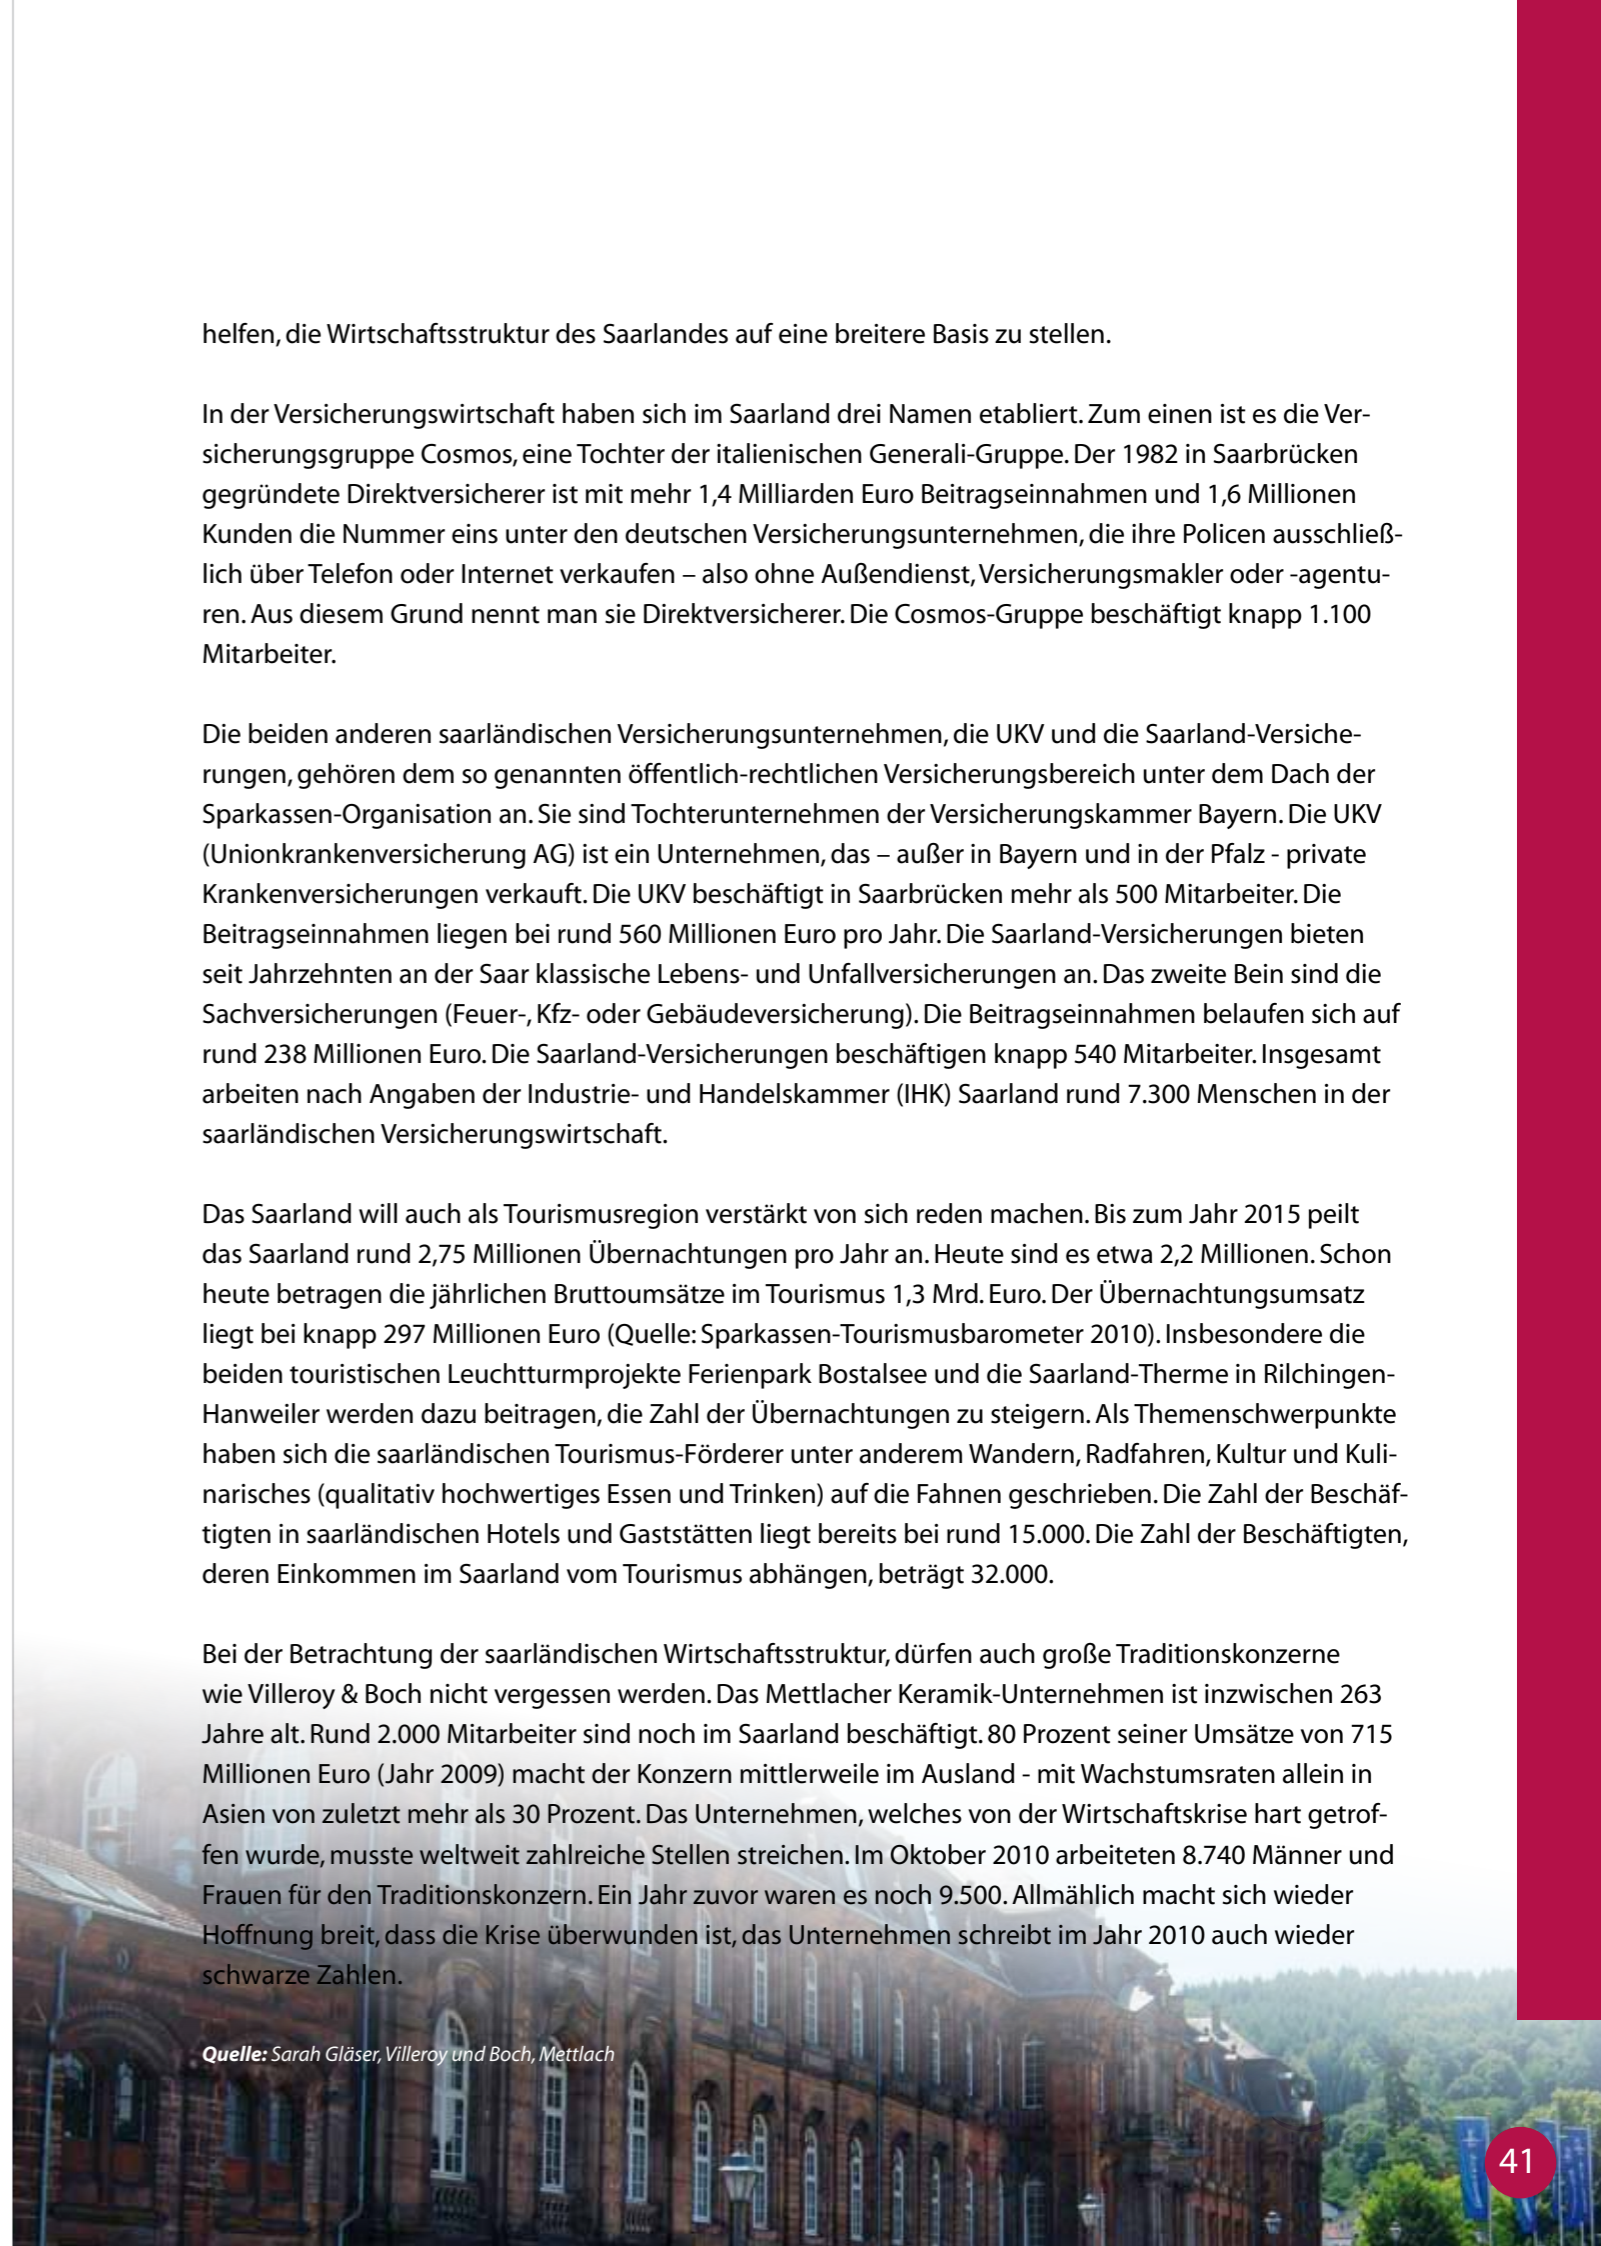 helfen, die Wirtschaftsstruktur des Saarlandes auf eine breitere Basis zu stellen.
In der Versicherungswirtschaft haben sich im Saarland drei Namen etabliert. Zum einen ist es die Ver-
sicherungsgruppe Cosmos, eine Tochter der italienischen Generali-Gruppe. Der 1982 in Saarbrücken
gegründete Direktversicherer ist mit mehr 1,4 Milliarden Euro Beitragseinnahmen und 1,6 Millionen
Kunden die Nummer eins unter den deutschen Versicherungsunternehmen, die ihre Policen ausschließ-
lich über Telefon oder Internet verkaufen – also ohne Außendienst, Versicherungsmakler oder -agentu-
ren. Aus diesem Grund nennt man sie Direktversicherer. Die Cosmos-Gruppe beschäftigt knapp 1.100
Mitarbeiter.
Die beiden anderen saarländischen Versicherungsunternehmen, die UKV und die Saarland-Versiche-
rungen, gehören dem so genannten öffentlich-rechtlichen Versicherungsbereich unter dem Dach der
Sparkassen-Organisation an. Sie sind Tochterunternehmen der Versicherungskammer Bayern. Die UKV
(Unionkrankenversicherung AG) ist ein Unternehmen, das – außer in Bayern und in der Pfalz - private
Krankenversicherungen verkauft. Die UKV beschäftigt in Saarbrücken mehr als 500 Mitarbeiter. Die
Beitragseinnahmen liegen bei rund 560 Millionen Euro pro Jahr. Die Saarland-Versicherungen bieten
seit Jahrzehnten an der Saar klassische Lebens- und Unfallversicherungen an. Das zweite Bein sind die
Sachversicherungen (Feuer-, Kfz- oder Gebäudeversicherung). Die Beitragseinnahmen belaufen sich auf
rund 238 Millionen Euro. Die Saarland-Versicherungen beschäftigen knapp 540 Mitarbeiter. Insgesamt
arbeiten nach Angaben der Industrie- und Handelskammer (IHK) Saarland rund 7.300 Menschen in der
saarländischen Versicherungswirtschaft.
Das Saarland will auch als Tourismusregion verstärkt von sich reden machen. Bis zum Jahr 2015 peilt
das Saarland rund 2,75 Millionen Übernachtungen pro Jahr an. Heute sind es etwa 2,2 Millionen. Schon
heute betragen die jährlichen Bruttoumsätze im Tourismus 1,3 Mrd. Euro. Der Übernachtungsumsatz
liegt bei knapp 297 Millionen Euro (Quelle: Sparkassen-Tourismusbarometer 2010). Insbesondere die
beiden touristischen Leuchtturmprojekte Ferienpark Bostalsee und die Saarland-Therme in Rilchingen-
Hanweiler werden dazu beitragen, die Zahl der Übernachtungen zu steigern. Als Themenschwerpunkte
haben sich die saarländischen Tourismus-Förderer unter anderem Wandern, Radfahren, Kultur und Kuli-
narisches (qualitativ hochwertiges Essen und Trinken) auf die Fahnen geschrieben. Die Zahl der Beschäf-
tigten in saarländischen Hotels und Gaststätten liegt bereits bei rund 15.000. Die Zahl der Beschäftigten,
deren Einkommen im Saarland vom Tourismus abhängen, beträgt 32.000.
Bei der Betrachtung der saarländischen Wirtschaftsstruktur, dürfen auch große Traditionskonzerne
wie Villeroy & Boch nicht vergessen werden. Das Mettlacher Keramik-Unternehmen ist inzwischen 263
Jahre alt. Rund 2.000 Mitarbeiter sind noch im Saarland beschäftigt. 80 Prozent seiner Umsätze von 715
Millionen Euro (Jahr 2009) macht der Konzern mittlerweile im Ausland - mit Wachstumsraten allein in
Asien von zuletzt mehr als 30 Prozent. Das Unternehmen, welches von der Wirtschaftskrise hart getrof-
fen wurde, musste weltweit zahlreiche Stellen streichen. Im Oktober 2010 arbeiteten 8.740 Männer und
Frauen für den Traditionskonzern. Ein Jahr zuvor waren es noch 9.500. Allmählich macht sich wieder
Hoffnung breit, dass die Krise überwunden ist, das Unternehmen schreibt im Jahr 2010 auch wieder
schwarze Zahlen.
Quelle: Sarah Gläser, Villeroy und Boch, Mettlach
41